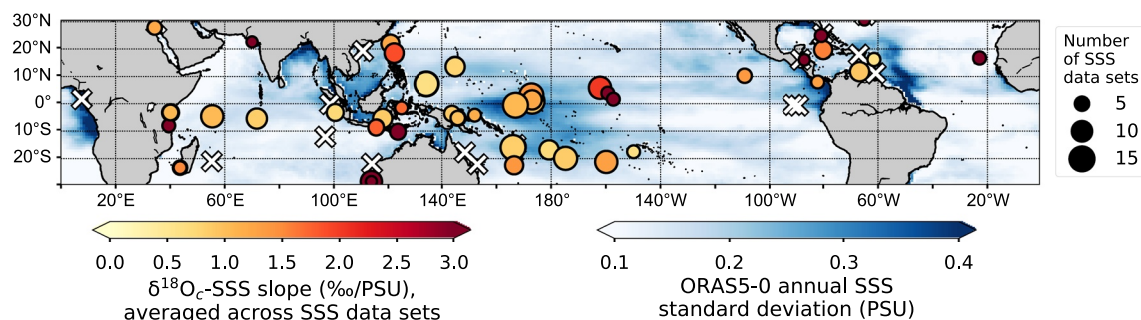 30°N
20°N
10°N
0°
10°S
20°S
20°E
60°E
100°E
140°E
180°
140°W
100°W
60°W
20°W
Number
of SSS
data sets
5
10
15
0.0 0.5 1.0 1.5 2.0 2.5 3.0
δ¹⁸Oc-SSS slope (‰/PSU),
averaged across SSS data sets
0.1 0.2 0.3 0.4
ORAS5-0 annual SSS
standard deviation (PSU)